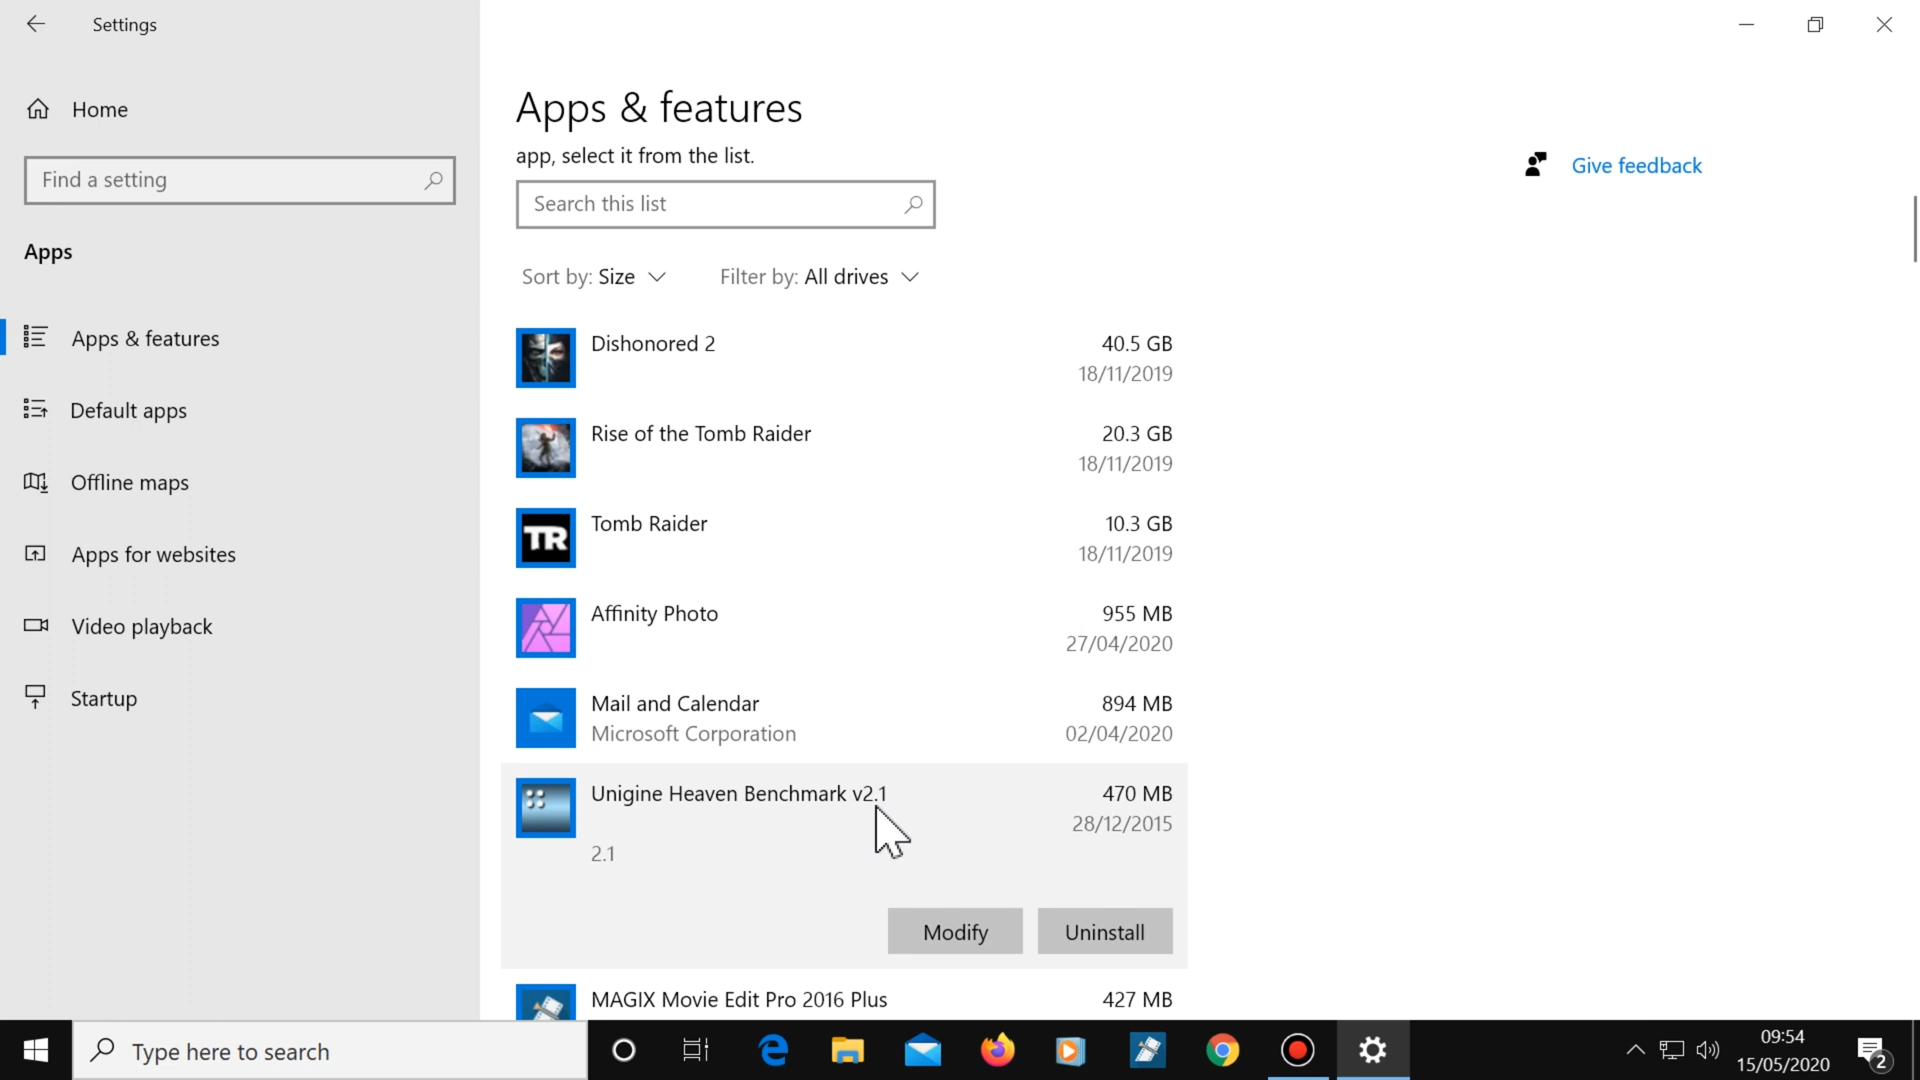 Settings
Home
Find a setting
Apps
Apps & features
Default apps
Offline maps
Apps for websites
Video playback
Startup
Apps & features
app, select it from the list.
Search this list
Sort by: Size
Filter by: All drives
Dishonored 2
40.5 GB
18/11/2019
Rise of the Tomb Raider
20.3 GB
18/11/2019
TR
Tomb Raider
10.3 GB
18/11/2019
Affinity Photo
955 MB
27/04/2020
Mail and Calendar
894 MB
Microsoft Corporation
02/04/2020
Unigine Heaven Benchmark v2.1
470 MB
28/12/2015
2.1
Modify
Uninstall
MAGIX Movie Edit Pro 2016 Plus
427 MB
Give feedback
Type here to search
09:54
15/05/2020
2